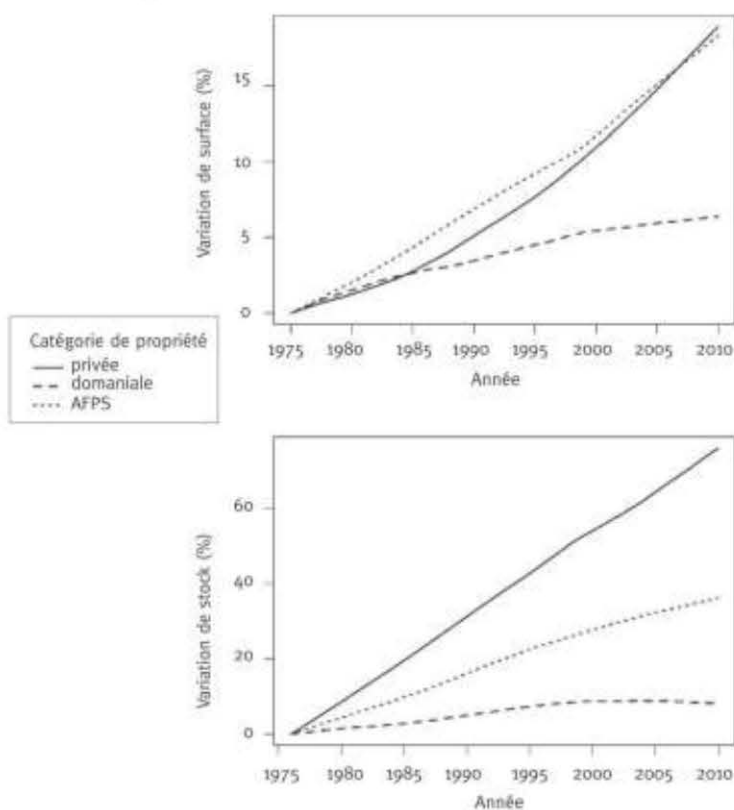 Variation de surface (%)
15
10
5
0
1975 1980 1985 1990 1995 2000 2005 2010
Année
Catégorie de propriété
privée
domaniale
AFPS
Variation de stock (%)
60
40
20
0
1975 1980 1985 1990 1995 2000 2005 2010
Année